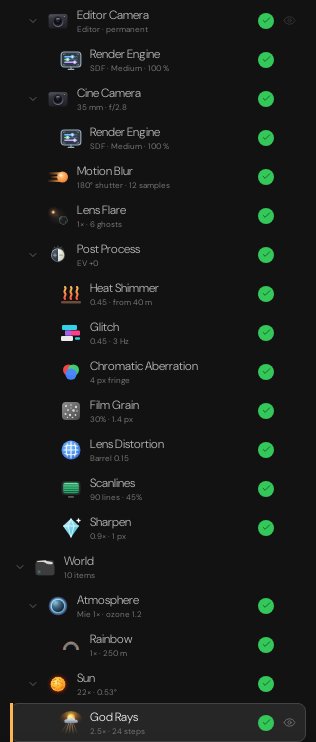 Editor Camera
Editor · permanent
Render Engine
SDF · Medium · 100 %
Cine Camera
35 mm · f/2.8
Render Engine
SDF · Medium · 100 %
Motion Blur
180° shutter · 12 samples
Lens Flare
1× · 6 ghosts
Post Process
EV +0
Heat Shimmer
0.45 · from 40 m
Glitch
0.45 · 3 Hz
Chromatic Aberration
4 px fringe
Film Grain
30% · 1.4 px
Lens Distortion
Barrel 0.15
Scanlines
90 lines · 45%
Sharpen
0.9× · 1 px
World
10 items
Atmosphere
Mie 1× · ozone 1.2
Rainbow
1× · 250 m
Sun
22× · 0.53°
God Rays
2.5× · 24 steps